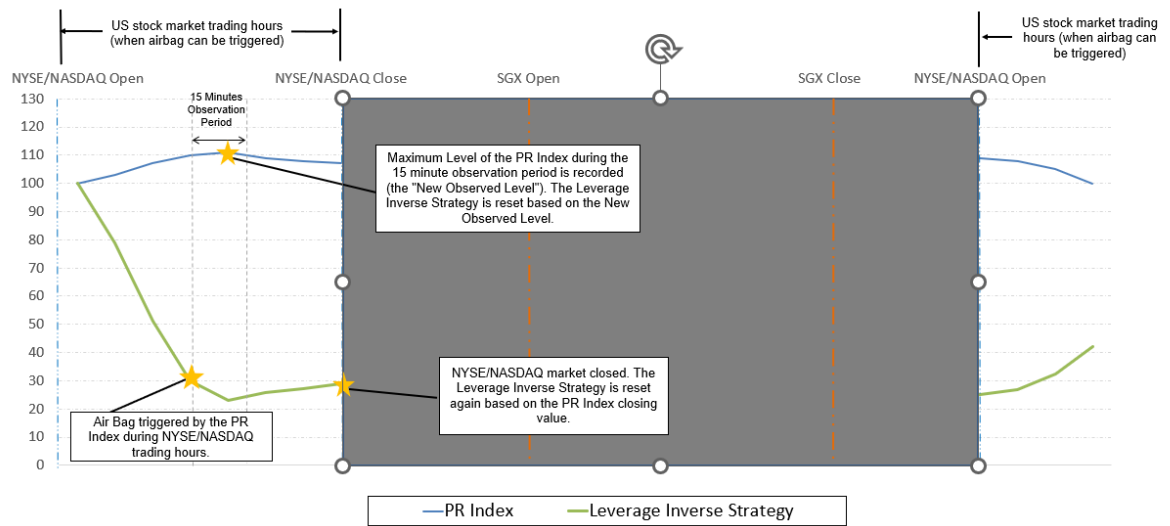 US stock market trading hours
(when airbag can be triggered)
US stock market trading
hours (when airbag can
be triggered)
NYSE/NASDAQ Open
NYSE/NASDAQ Close
SGX Open
SGX Close
NYSE/NASDAQ Open
130
120
110
100
90
80
70
60
50
40
30
20
10
0
15 Minutes
Observation
Period
Maximum Level of the PR Index during the
15 minute observation period is recorded
(the "New Observed Level"). The Leverage
Inverse Strategy is reset based on the New
Observed Level.
NYSE/NASDAQ market closed. The
Leverage Inverse Strategy is reset
again based on the PR Index closing
value.
Air Bag triggered by the PR
Index during NYSE/NASDAQ
trading hours.
PR Index
Leverage Inverse Strategy